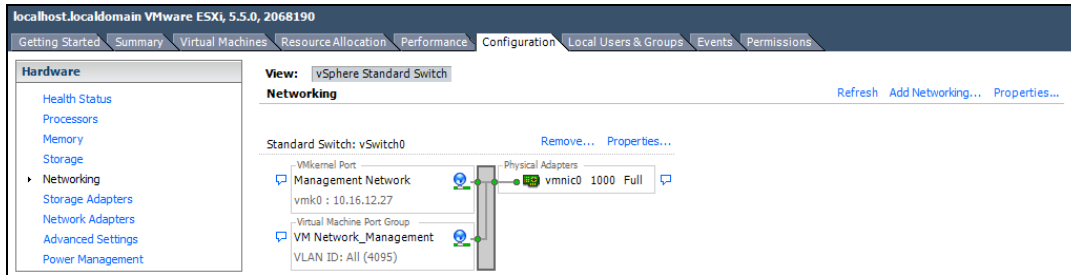 localhost.localdomain VMware ESXi, 5.5.0, 2068190
Getting Started Summary Virtual Machines Resource Allocation Performance Configuration Local Users & Groups Events Permissions
Hardware
Health Status
Processors
Memory
Storage
Networking
Storage Adapters
Network Adapters
Advanced Settings
Power Management
View: vSphere Standard Switch
Networking Refresh Add Networking... Properties...
Standard Switch: vSwitch0 Remove... Properties...
VMkernel Port
Management Network
vmk0 : 10.16.12.27
Virtual Machine Port Group
VM Network_Management
VLAN ID: All (4095)
Physical Adapters
vmnic0 1000 Full